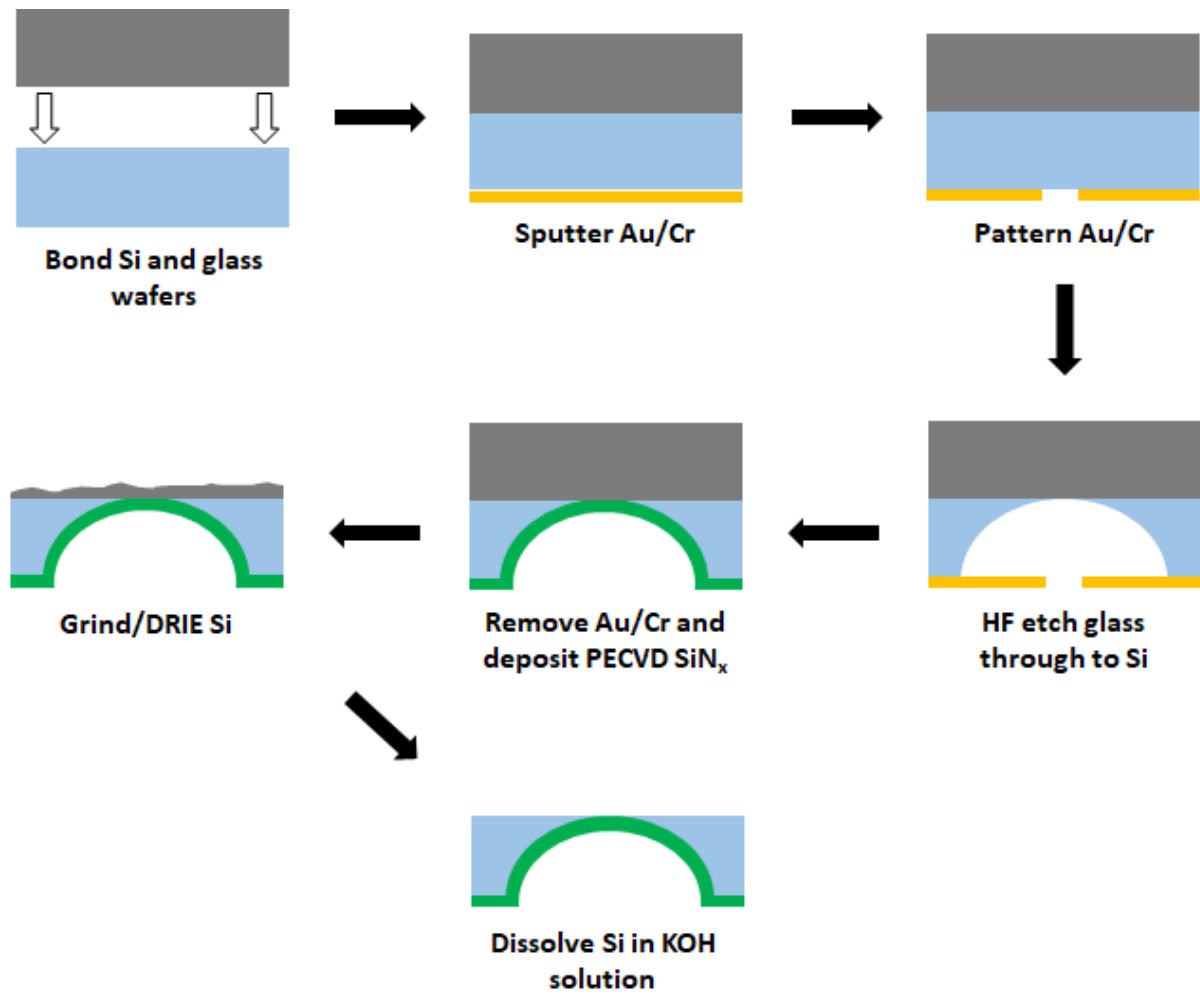 Bond Si and glass
wafers
Sputter Au/Cr
Pattern Au/Cr
HF etch glass
through to Si
Remove Au/Cr and
deposit PECVD SiNₓ
Grind/DRIE Si
Dissolve Si in KOH
solution